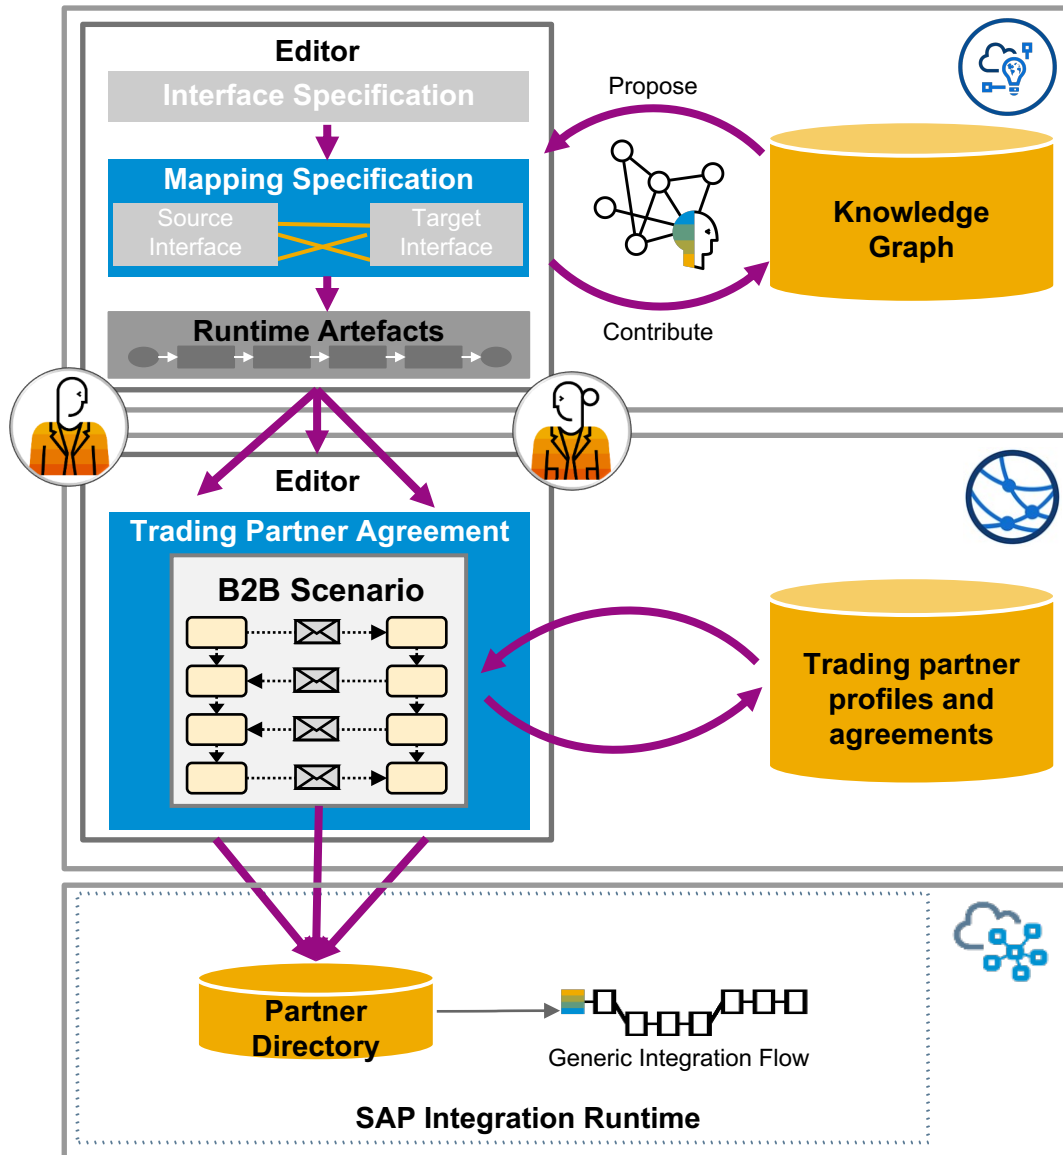 Editor
Interface Specification
Propose
Mapping Specification
Source
Interface
Target
Interface
Knowledge
Graph
Runtime Artefacts
Contribute
Editor
Trading Partner Agreement
B2B Scenario
Trading partner
profiles and
agreements
Partner
Directory
Generic Integration Flow
SAP Integration Runtime